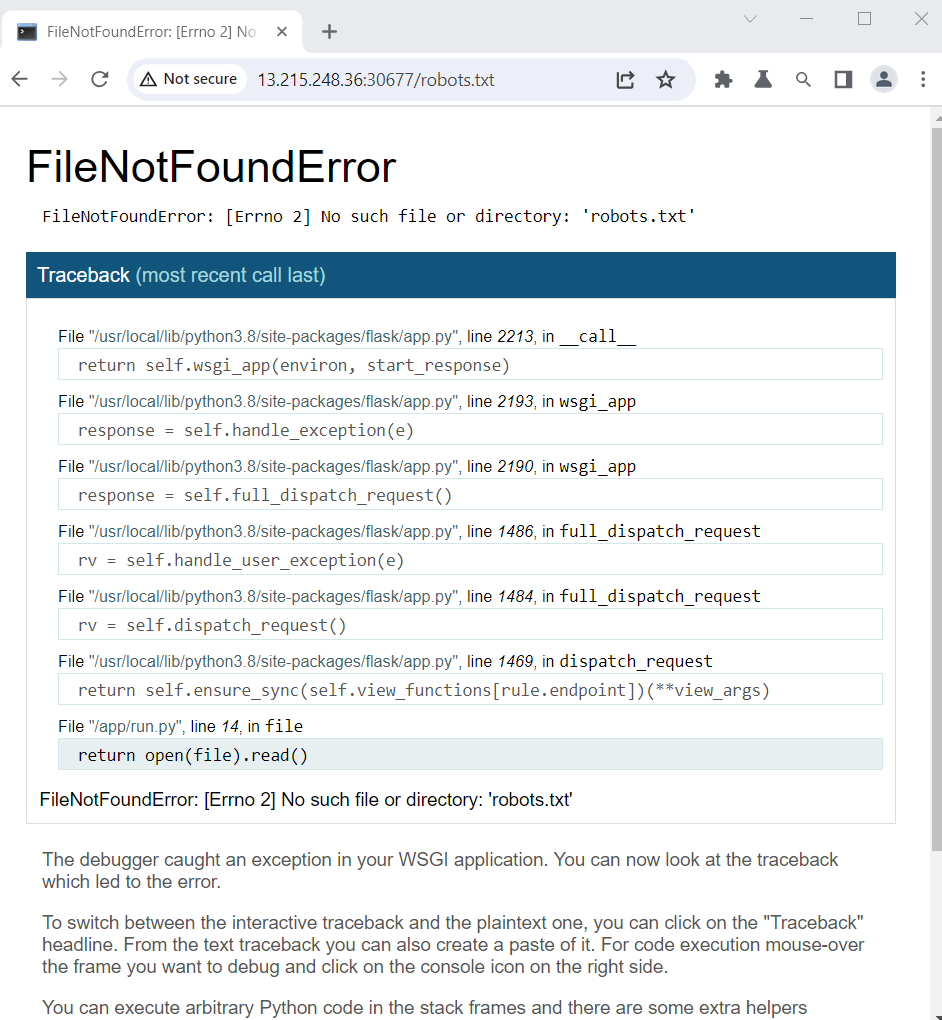 FileNotFoundError: [Errno 2] No
Not secure
13.215.248.36:30677/robots.txt
FileNotFoundError
FileNotFoundError: [Errno 2] No such file or directory: 'robots.txt'
Traceback (most recent call last)
File "/usr/local/lib/python3.8/site-packages/flask/app.py", line 2213, in __call__
return self.wsgi_app(environ, start_response)
File "/usr/local/lib/python3.8/site-packages/flask/app.py", line 2193, in wsgi_app
response = self.handle_exception(e)
File "/usr/local/lib/python3.8/site-packages/flask/app.py", line 2190, in wsgi_app
response = self.full_dispatch_request()
File "/usr/local/lib/python3.8/site-packages/flask/app.py", line 1486, in full_dispatch_request
rv = self.handle_user_exception(e)
File "/usr/local/lib/python3.8/site-packages/flask/app.py", line 1484, in full_dispatch_request
rv = self.dispatch_request()
File "/usr/local/lib/python3.8/site-packages/flask/app.py", line 1469, in dispatch_request
return self.ensure_sync(self.view_functions[rule.endpoint])(**view_args)
File "/app/run.py", line 14, in file
return open(file).read()
FileNotFoundError: [Errno 2] No such file or directory: 'robots.txt'
The debugger caught an exception in your WSGI application. You can now look at the traceback
which led to the error.
To switch between the interactive traceback and the plaintext one, you can click on the "Traceback"
headline. From the text traceback you can also create a paste of it. For code execution mouse-over
the frame you want to debug and click on the console icon on the right side.
You can execute arbitrary Python code in the stack frames and there are some extra helpers